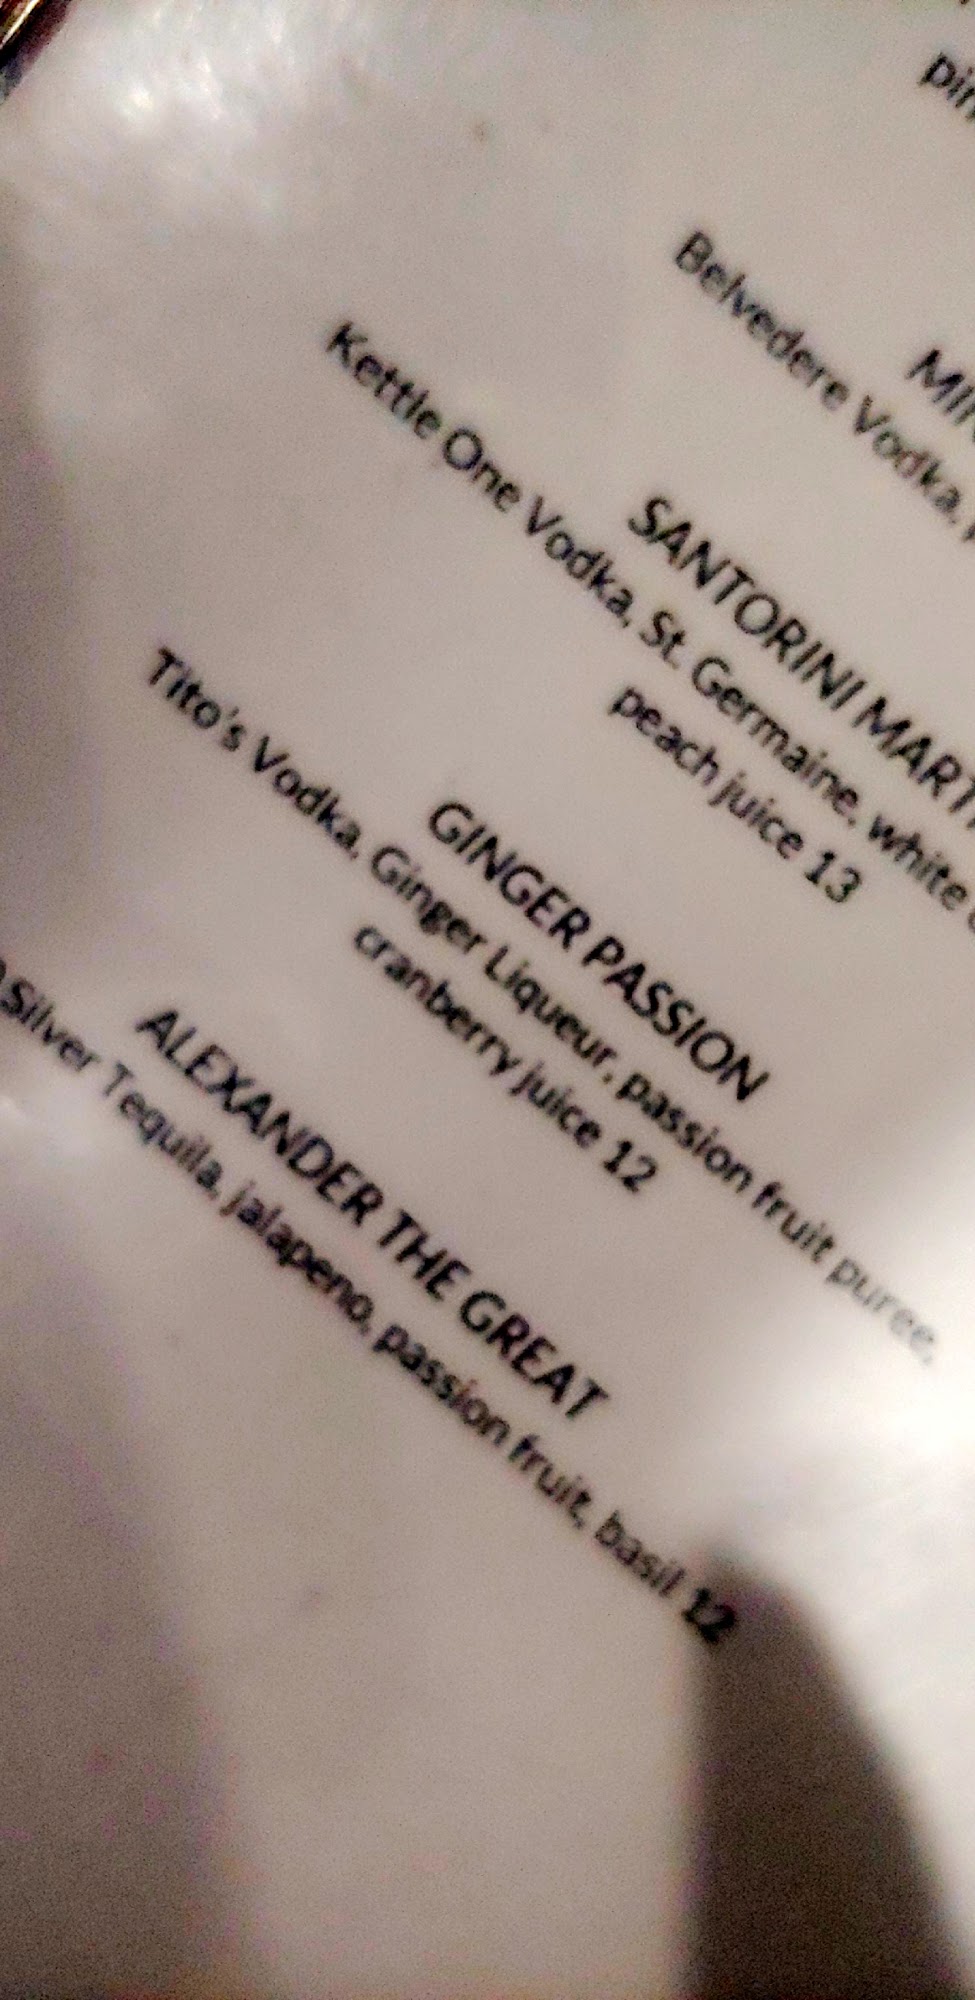 Belvedere Vodka,
SANTORINI
Kettle One Vodka, St. Germaine, white
peach juice 13
GINGER PASSION
Tito's Vodka, Ginger Liqueur, passion fruit puree,
cranberry juice 12
ALEXANDER THE GREAT
Silver Tequila, jalapeno, passion fruit, basil 12